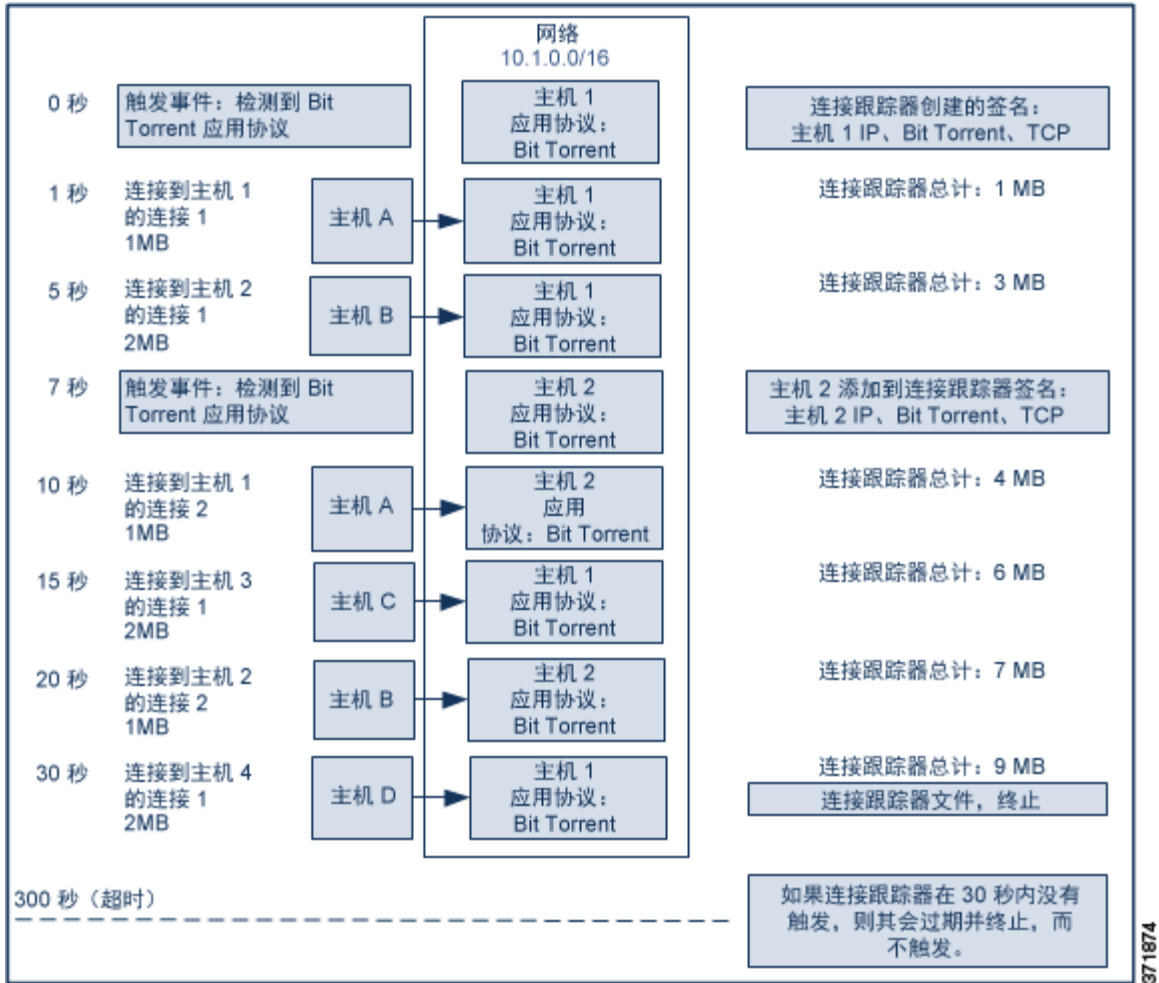 网络
10.1.0.0/16
0 秒
触发事件：检测到 Bit
Torrent 应用协议
主机 1
应用协议：
Bit Torrent
连接跟踪器创建的签名：
主机 1 IP、Bit Torrent、TCP
1 秒
连接到主机 1
的连接 1
1MB
主机 A
主机 1
应用协议：
Bit Torrent
连接跟踪器总计：1 MB
5 秒
连接到主机 2
的连接 1
2MB
主机 B
主机 1
应用协议：
Bit Torrent
连接跟踪器总计：3 MB
7 秒
触发事件：检测到 Bit
Torrent 应用协议
主机 2
应用协议：
Bit Torrent
主机 2 添加到连接跟踪器签名：
主机 2 IP、Bit Torrent、TCP
10 秒
连接到主机 1
的连接 2
1MB
主机 A
主机 2
应用
协议：Bit Torrent
连接跟踪器总计：4 MB
15 秒
连接到主机 3
的连接 1
2MB
主机 C
主机 1
应用协议：
Bit Torrent
连接跟踪器总计：6 MB
20 秒
连接到主机 2
的连接 2
1MB
主机 B
主机 2
应用协议：
Bit Torrent
连接跟踪器总计：7 MB
30 秒
连接到主机 4
的连接 1
2MB
主机 D
主机 1
应用协议：
Bit Torrent
连接跟踪器总计：9 MB
连接跟踪器文件，终止
300 秒（超时）
如果连接跟踪器在 30 秒内没有
触发，则其会过期并终止，而
不触发。
371874